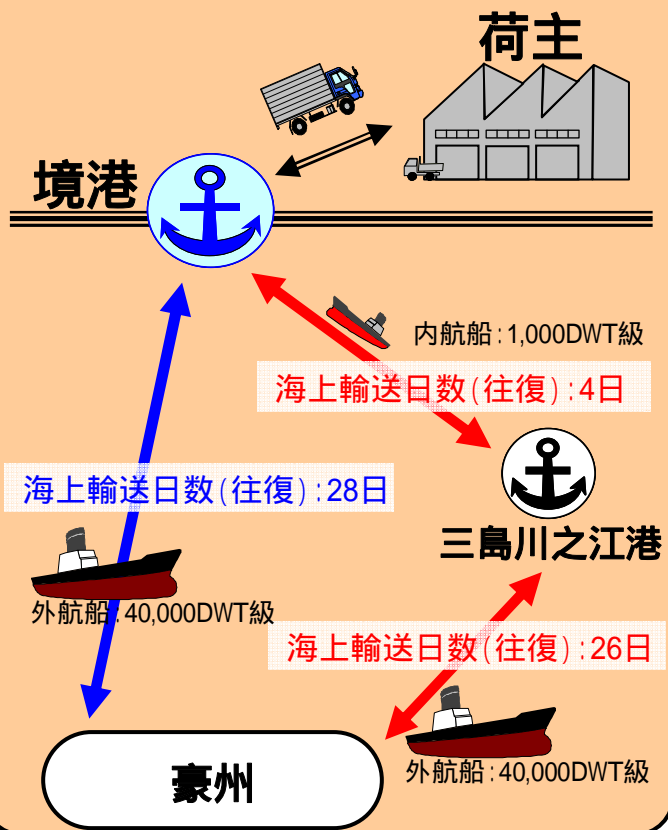 荷主
境港
内航船:1,000DWT級
海上輸送日数(往復):4日
海上輸送日数(往復):28日
三島川之江港
外航船:40,000DWT級
海上輸送日数(往復):26日
外航船:40,000DWT級
豪州